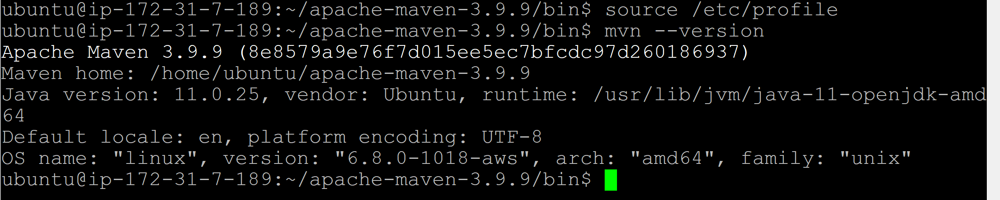 ubuntu@ip-172-31-7-189:~/apache-maven-3.9.9/bin$ source /etc/profile
ubuntu@ip-172-31-7-189:~/apache-maven-3.9.9/bin$ mvn --version
Apache Maven 3.9.9 (8e8579a9e76f7d015ee5ec7bfcdc97d260186937)
Maven home: /home/ubuntu/apache-maven-3.9.9
Java version: 11.0.25, vendor: Ubuntu, runtime: /usr/lib/jvm/java-11-openjdk-amd
64
Default locale: en, platform encoding: UTF-8
OS name: "linux", version: "6.8.0-1018-aws", arch: "amd64", family: "unix"
ubuntu@ip-172-31-7-189:~/apache-maven-3.9.9/bin$